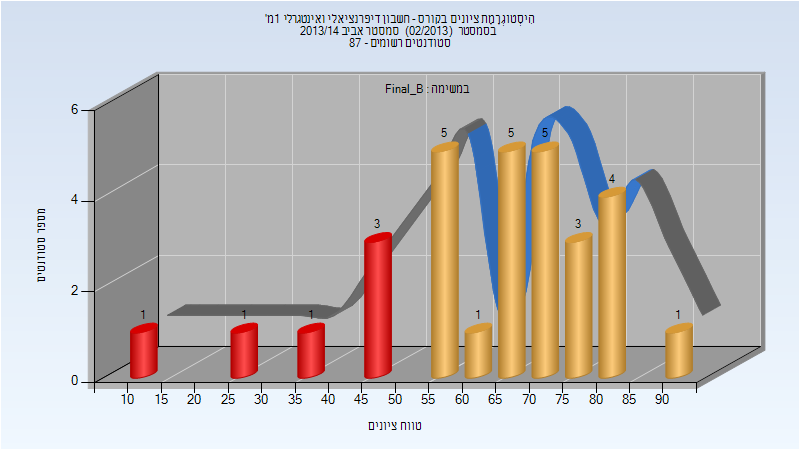 היסטוגרמת ציונים בקורס - חשבון דיפרנציאלי ואינטגרלי 1מ'
בסמסטר (02/2013) סמסטר אביב 2013/14
סטודנטים רשומים - 87
במשימה : Final_B
מספר סטודנטים
6
4
2
0
1
1
1
3
5
1
5
5
3
4
1
10 15 20 25 30 35 40 45 50 55 60 65 70 75 80 85 90
טווח ציונים